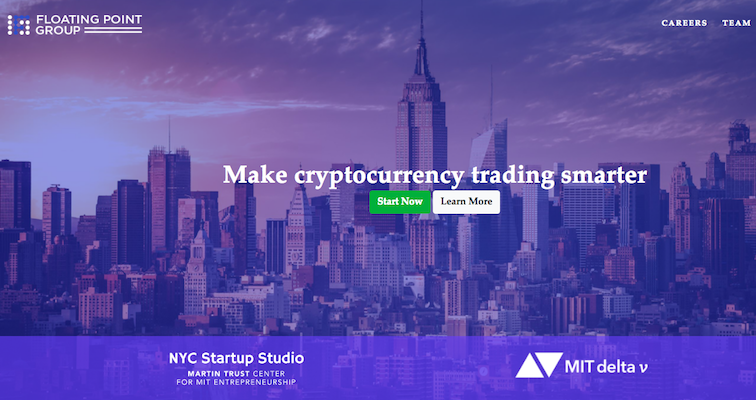 FLOATING POINT
GROUP
CAREERS TEAM
Make cryptocurrency trading smarter
Start Now Learn More
NYC Startup Studio
MARTIN TRUST CENTER
FOR MIT ENTREPRENEURSHIP
MIT delta v